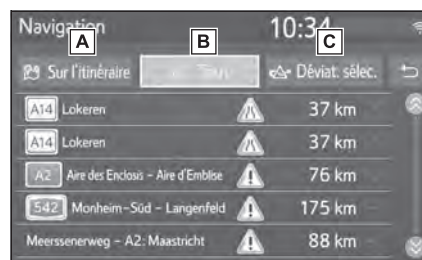 Navigation 10:34
A B C
Sur l'itinéraire Déviat. sélec.
A14 Lokeren 37 km
A14 Lokeren 37 km
A2 Aire des Enclosis - Aire d'Emblise 76 km
542 Monheim-Süd - Langenfeld 175 km
Meerssenerweg - A2: Maastricht 88 km